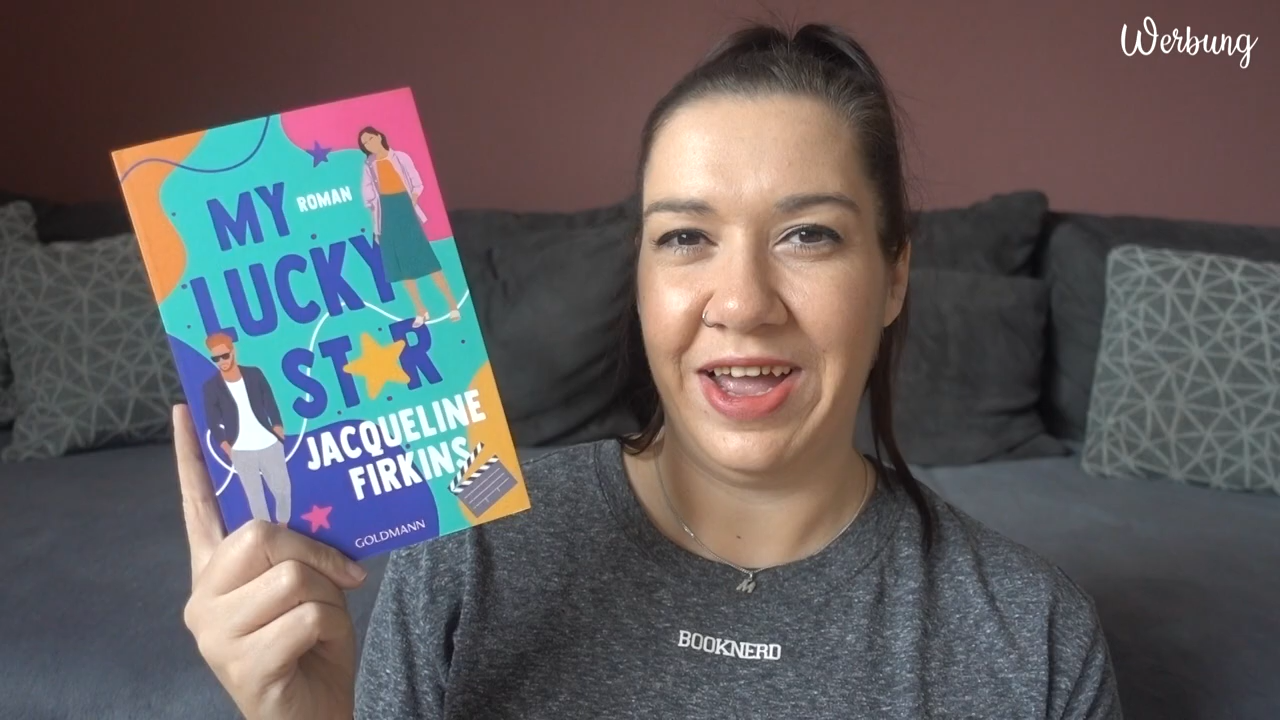 Werbung
MY
ROMAN
LUCKY
STAR
JACQUELINE
FIRKINS
GOLDMANN
BOOKNERD